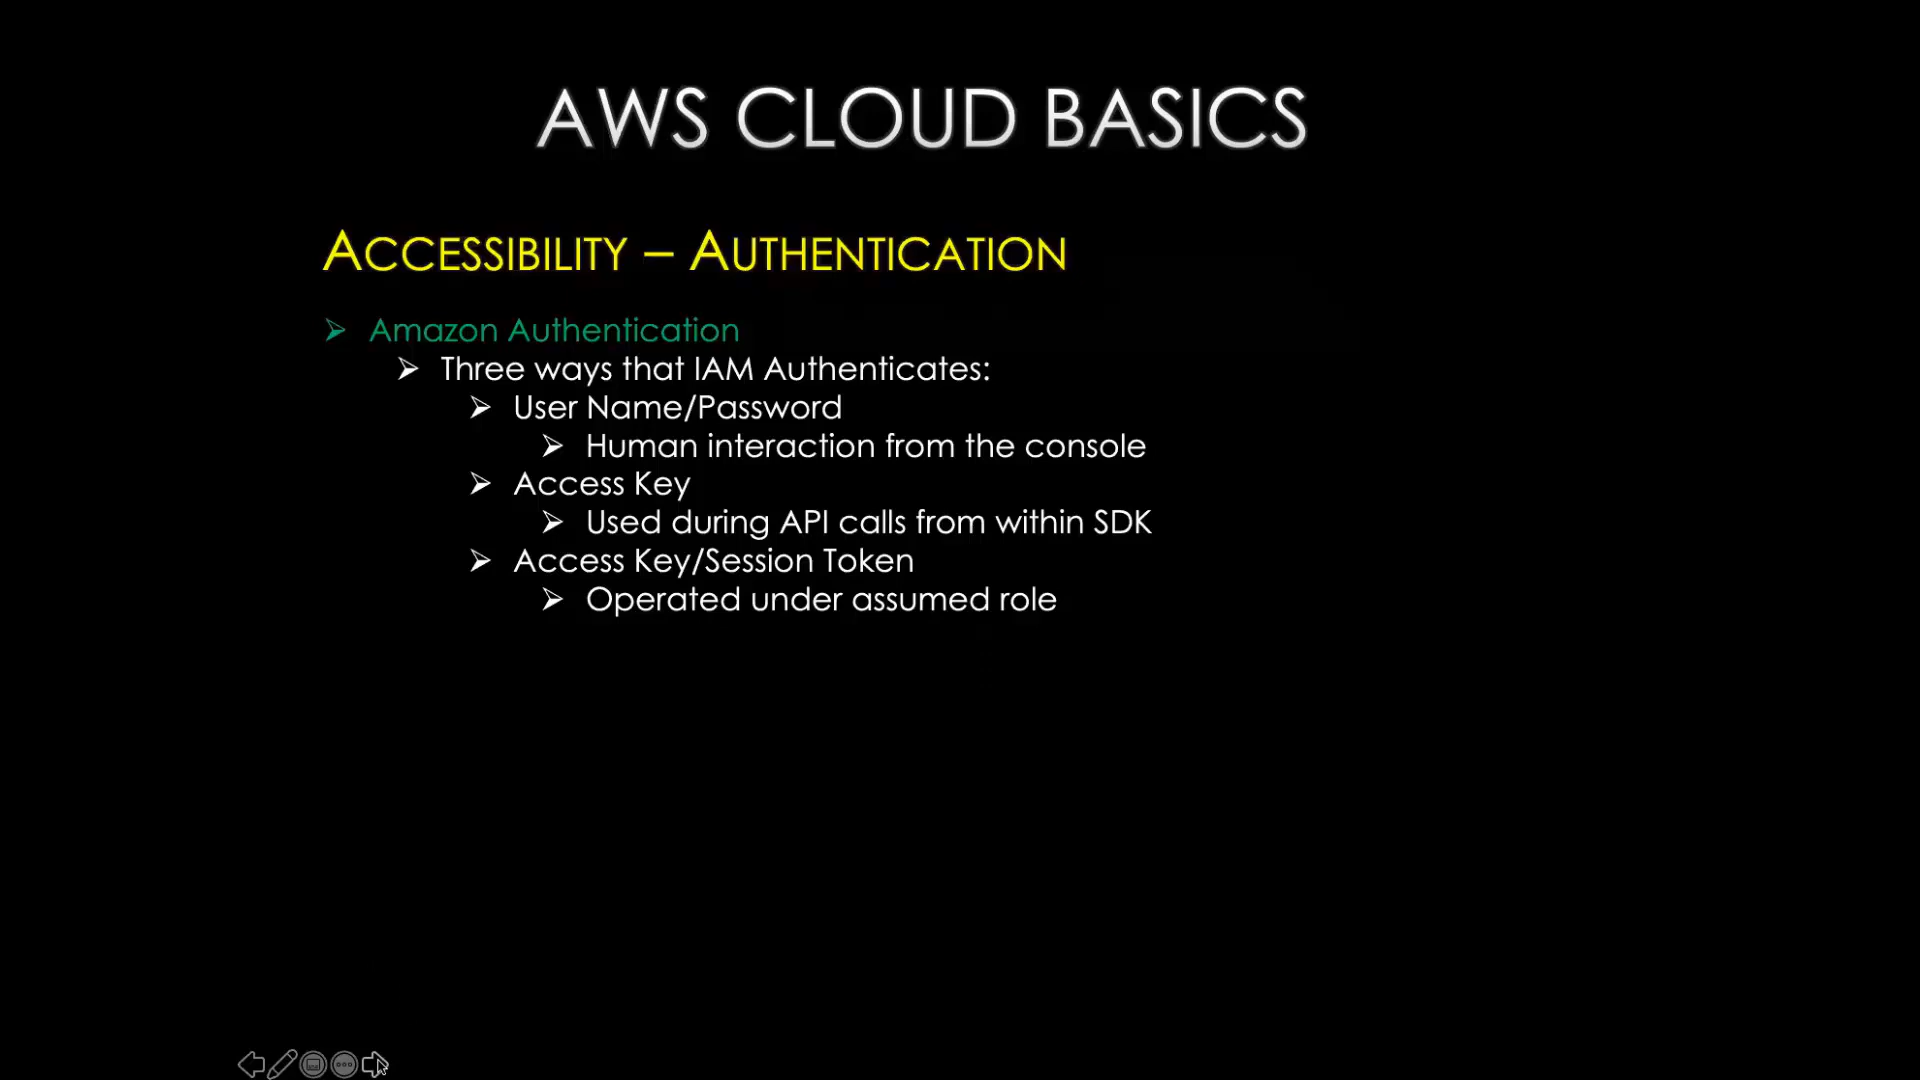 AWS CLOUD BASICS
ACCESSIBILITY – AUTHENTICATION
Amazon Authentication
Three ways that IAM Authenticates:
User Name/Password
Human interaction from the console
Access Key
Used during API calls from within SDK
Access Key/Session Token
Operated under assumed role